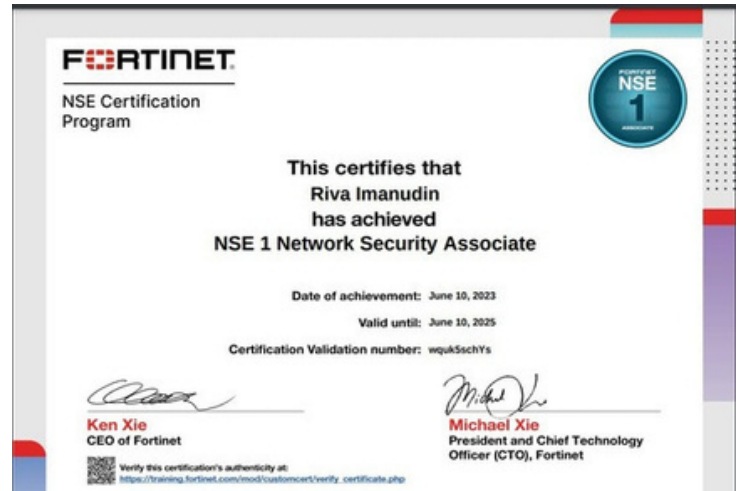 FORTINET
NSE Certification
Program
FORTINET
NSE
1
ASSOCIATE
This certifies that
Riva Imanudin
has achieved
NSE 1 Network Security Associate
Date of achievement: June 10, 2023
Valid until: June 10, 2025
Certification Validation number: wquk5schYs
Ken Xie
CEO of Fortinet
Michael Xie
President and Chief Technology
Officer (CTO), Fortinet
Verify this certification's authenticity at:
https://training.fortinet.com/mod/customcert/verify_certificate.php